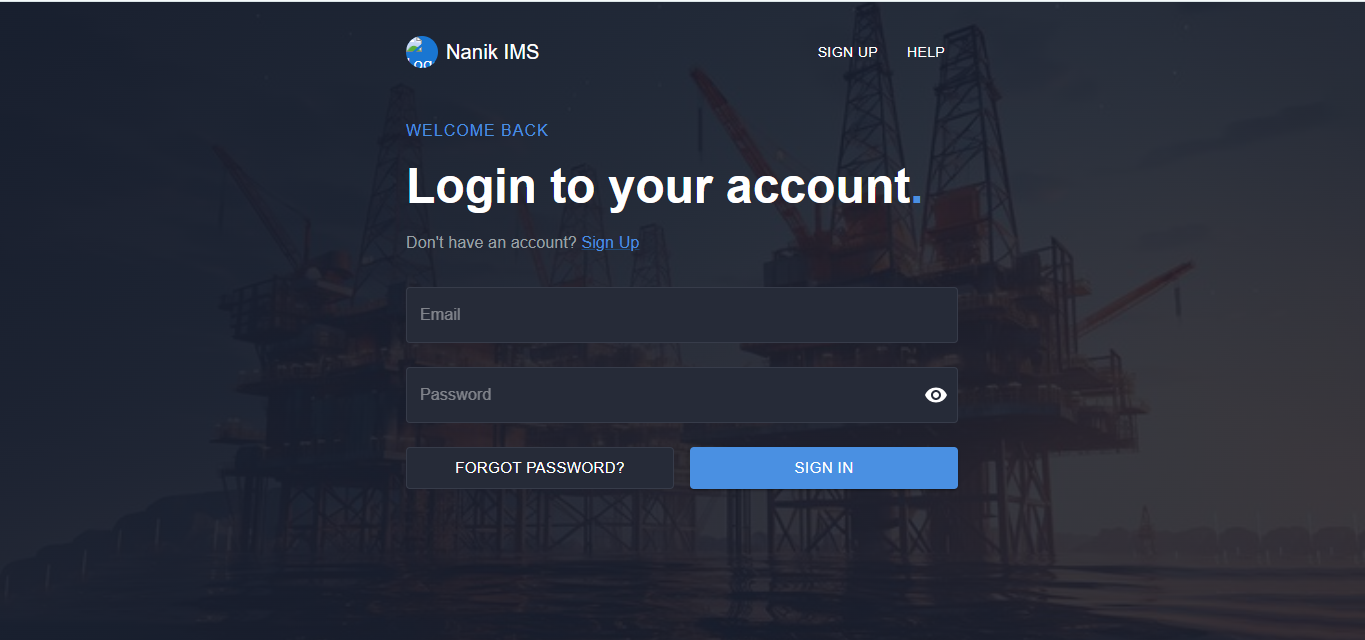 Nanik IMS
SIGN UP HELP
WELCOME BACK
Login to your account.
Don't have an account? Sign Up
Email
Password
FORGOT PASSWORD? SIGN IN